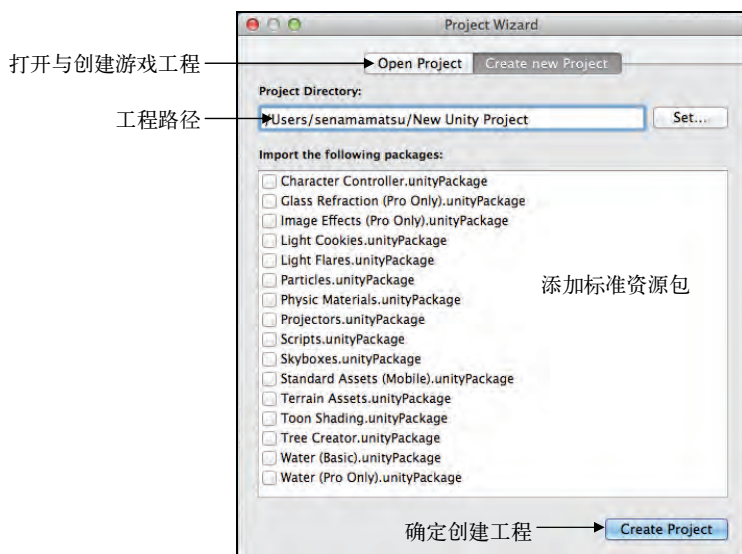 Project Wizard
打开与创建游戏工程
Open Project
Create new Project
Project Directory:
工程路径
/Users/senamamatsu/New Unity Project
Set...
Import the following packages:
Character Controller.unityPackage
Glass Refraction (Pro Only).unityPackage
Image Effects (Pro Only).unityPackage
Light Cookies.unityPackage
Light Flares.unityPackage
Particles.unityPackage
Physic Materials.unityPackage
Projectors.unityPackage
Scripts.unityPackage
Skyboxes.unityPackage
Standard Assets (Mobile).unityPackage
Terrain Assets.unityPackage
Toon Shading.unityPackage
Tree Creator.unityPackage
Water (Basic).unityPackage
Water (Pro Only).unityPackage
添加标准资源包
确定创建工程
Create Project